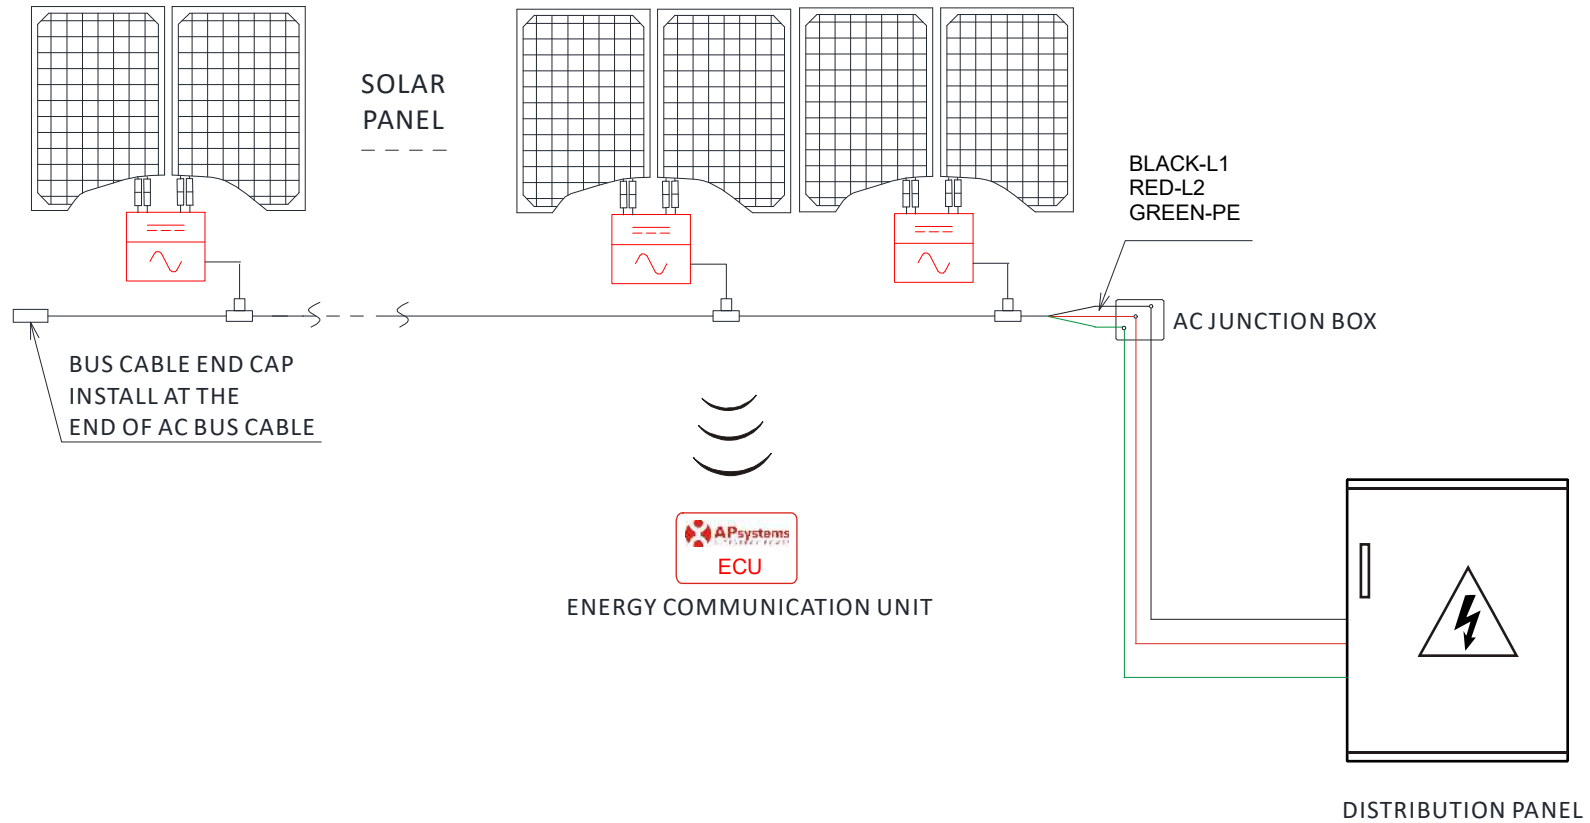 SOLAR
PANEL
BLACK-L1
RED-L2
GREEN-PE
AC JUNCTION BOX
BUS CABLE END CAP
INSTALL AT THE
END OF AC BUS CABLE
APsystems
ECU
ENERGY COMMUNICATION UNIT
DISTRIBUTION PANEL